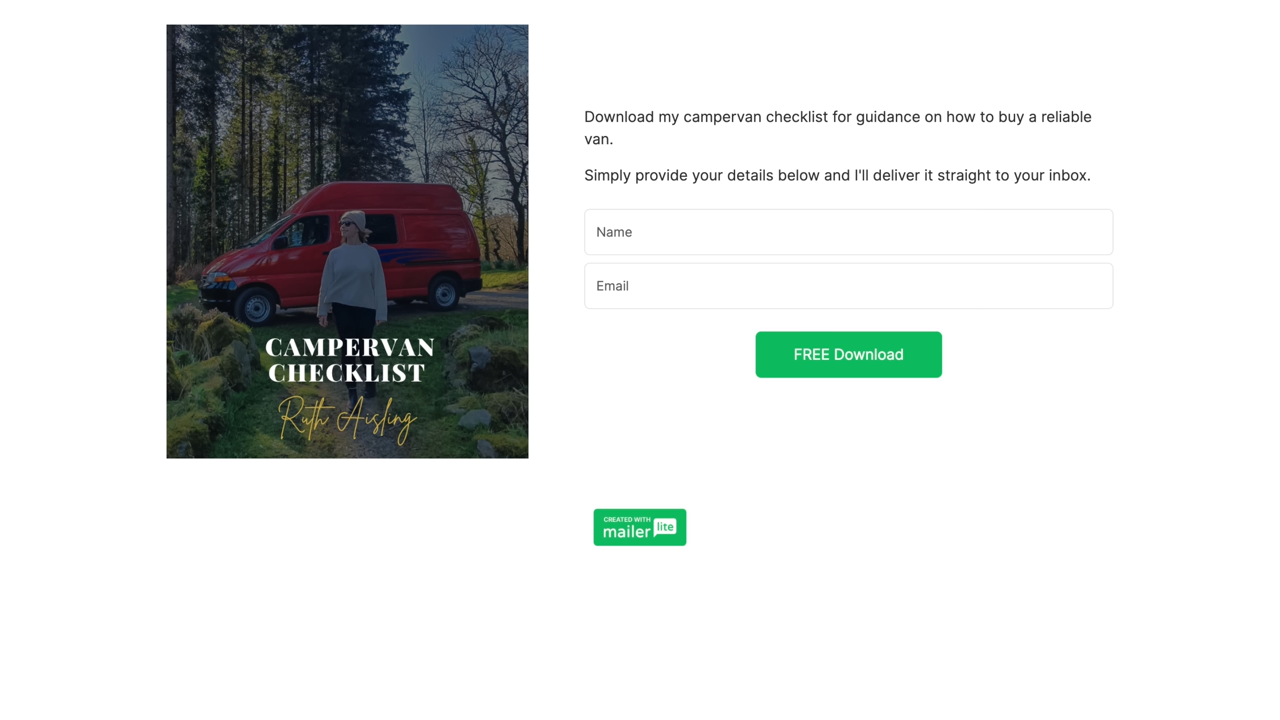 CAMPERVAN
CHECKLIST
Ruth Aisling
Download my campervan checklist for guidance on how to buy a reliable
van.
Simply provide your details below and I'll deliver it straight to your inbox.
Name
Email
FREE Download
CREATED WITH
mailer lite